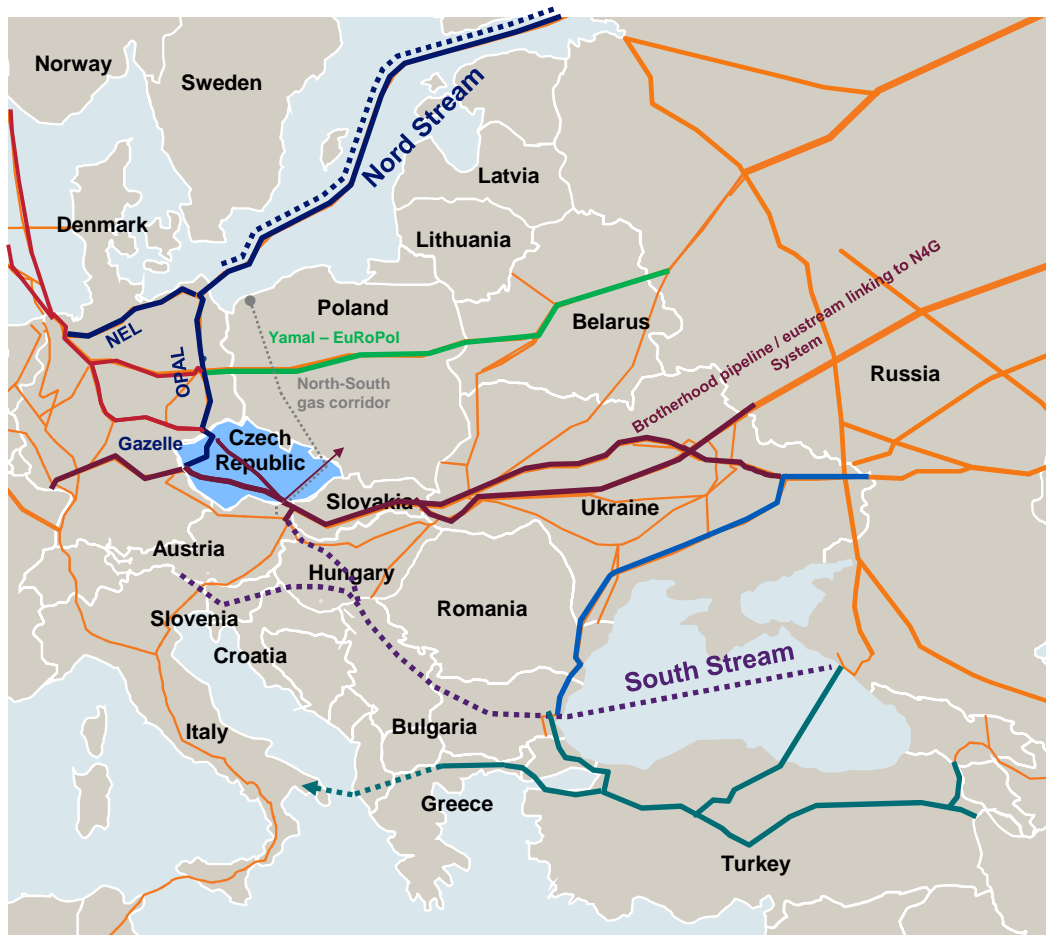 Norway
Sweden
Nord Stream
Latvia
Denmark
Lithuania
Brotherhood pipeline / eustream linking to N4G
System
Poland
Belarus
NEL
Yamal – EuRoPol
OPAL
North-South
gas corridor
Russia
Gazelle
Czech
Republic
Slovakia
Ukraine
Austria
Hungary
Romania
Slovenia
Croatia
South Stream
Italy
Bulgaria
Greece
Turkey